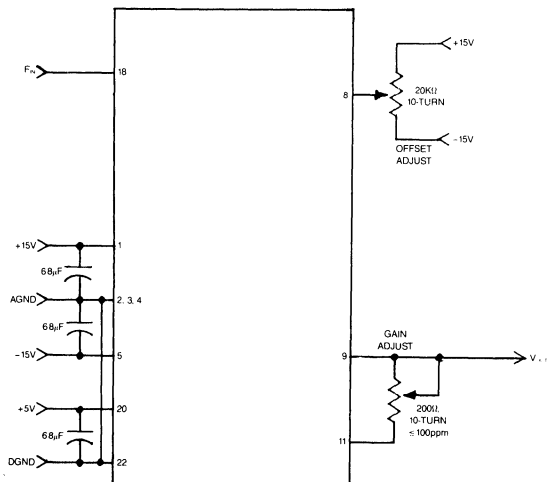 F_IN
18
+15V
8
20KΩ
10-TURN
-15V
OFFSET
ADJUST
+15V
1
68µF
AGND
2, 3, 4
68µF
-15V
5
GAIN
ADJUST
9
V
+5V
20
200Ω
10-TURN
≤100ppm
68µF
11
DGND
22